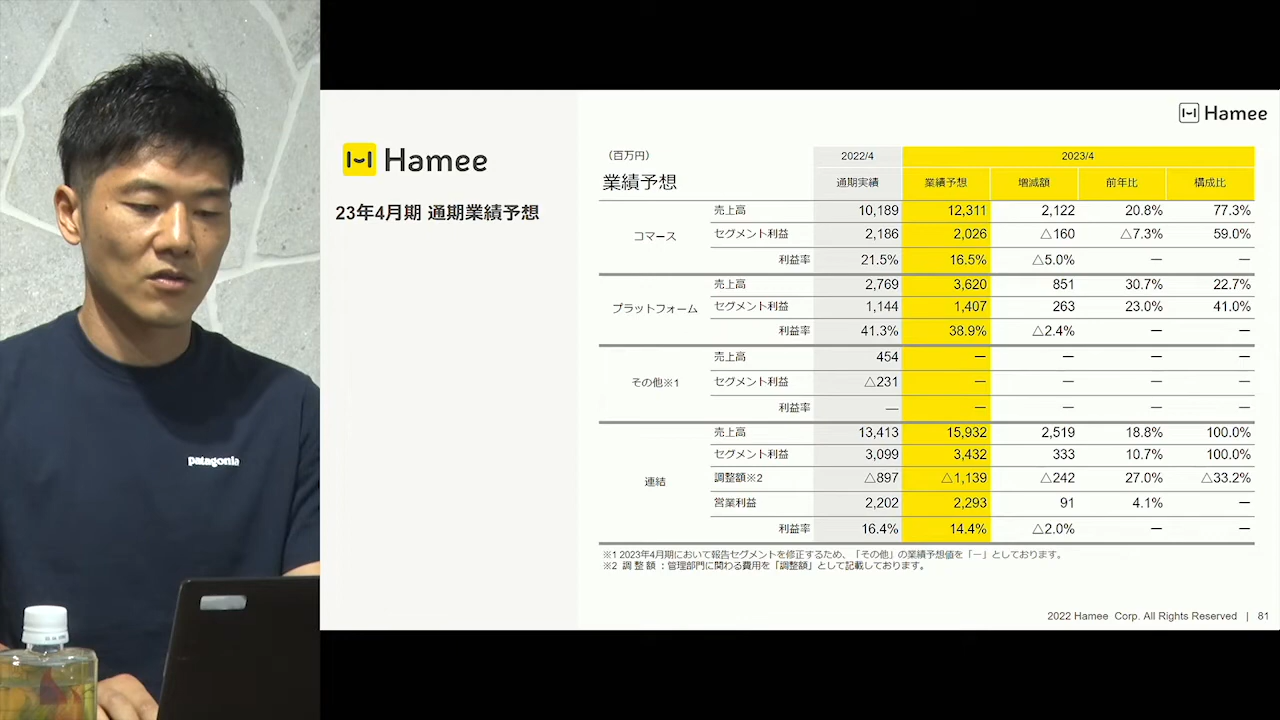 Hamee
Hamee
23年4月期 通期業績予想
(百万円) 2022/4 2023/4
業績予想 通期実績 業績予想 増減額 前年比 構成比
コマース
売上高 10,189 12,311 2,122 20.8% 77.3%
セグメント利益 2,186 2,026 △160 △7.3% 59.0%
利益率 21.5% 16.5% △5.0% － －
プラットフォーム
売上高 2,769 3,620 851 30.7% 22.7%
セグメント利益 1,144 1,407 263 23.0% 41.0%
利益率 41.3% 38.9% △2.4% － －
その他※1
売上高 454 － － － －
セグメント利益 △231 － － － －
利益率 － － － － －
連結
売上高 13,413 15,932 2,519 18.8% 100.0%
セグメント利益 3,099 3,432 333 10.7% 100.0%
調整額※2 △897 △1,139 △242 27.0% △33.2%
営業利益 2,202 2,293 91 4.1% －
利益率 16.4% 14.4% △2.0% － －
※1 2023年4月期において報告セグメントを修正するため、「その他」の業績予想値を「－」としております。
※2 調 整 額 ：管理部門に関わる費用を「調整額」として記載しております。
2022 Hamee Corp. All Rights Reserved | 81
patagonia